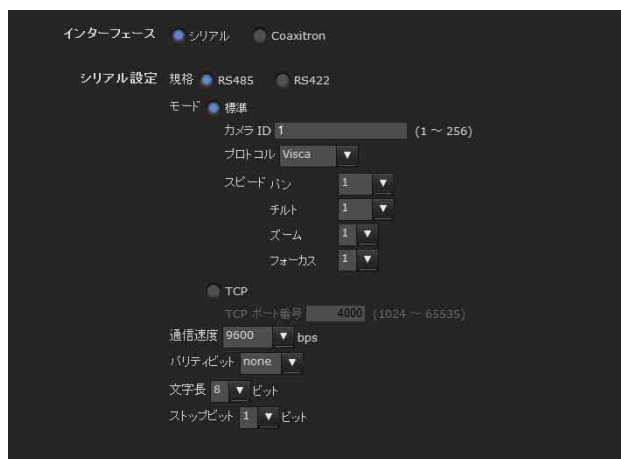 インターフェース シリアル Coaxitron
シリアル設定 規格 RS485 RS422
モード 標準
カメラ ID 1 (1 ~ 256)
プロトコル Visca
スピード パン 1
チルト 1
ズーム 1
フォーカス 1
TCP
TCP ポート番号 4000 (1024 ~ 65535)
通信速度 9600 bps
パリティビット none
文字長 8 ビット
ストップビット 1 ビット